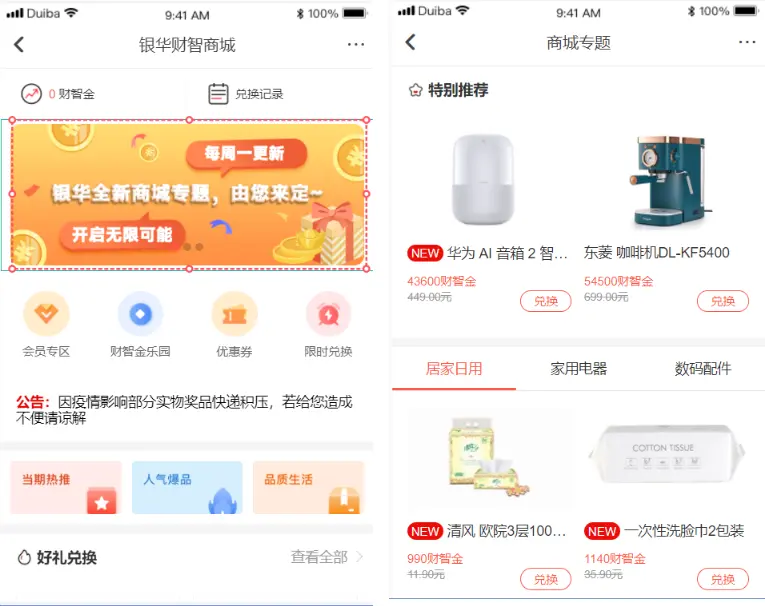 Duiba 9:41 AM 100%
银华财智商城
0 财智金 兑换记录
每周一更新
银华全新商城专题，由您来定~
开启无限可能
会员专区 财智金乐园 优惠券 限时兑换
公告：因疫情影响部分实物奖品快递积压，若给您造成
不便请谅解
当期热推 人气爆品 品质生活
好礼兑换 查看全部
Duiba 9:41 AM 100%
商城专题
特别推荐
NEW 华为 AI 音箱 2 智... 东菱 咖啡机DL-KF5400
43600财智金 54500财智金
449.00元 兑换 699.00元 兑换
居家日用 家用电器 数码配件
COTTON TISSUE
NEW 清风 欧院3层100... NEW 一次性洗脸巾2包装
990财智金 1140财智金
11.90元 兑换 35.90元 兑换